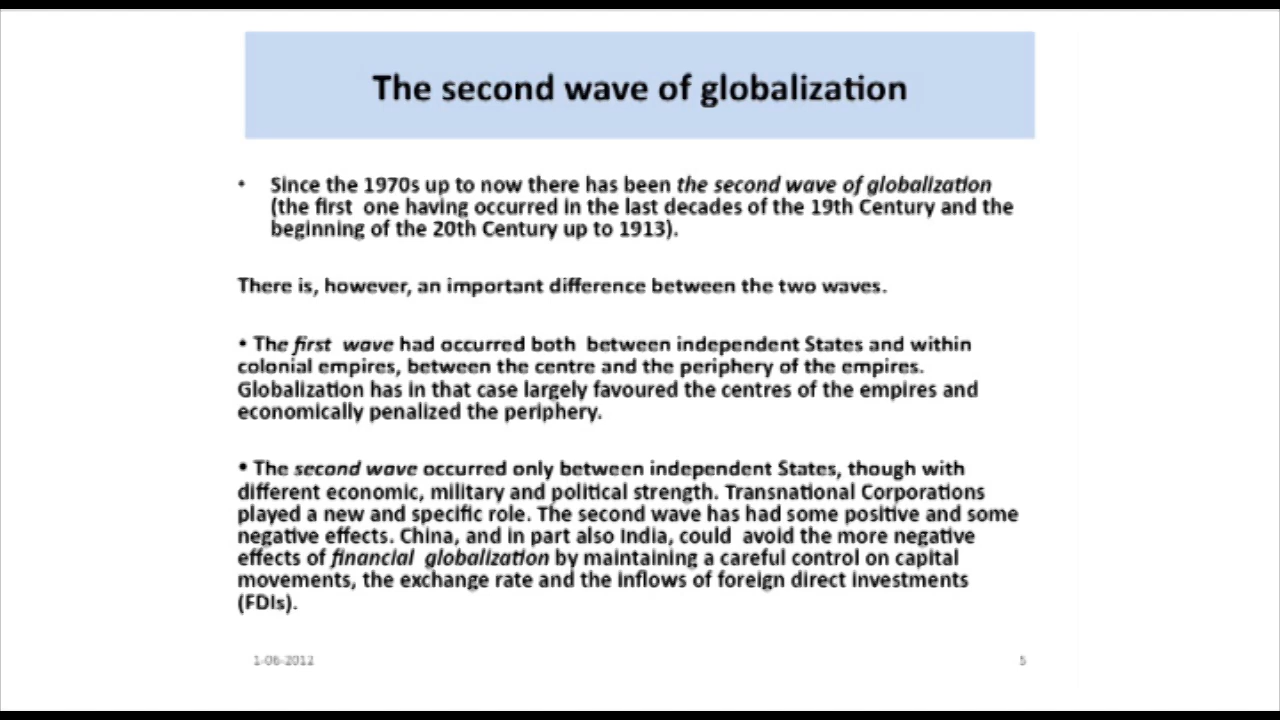 The second wave of globalization
• Since the 1970s up to now there has been the second wave of globalization
(the first one having occurred in the last decades of the 19th Century and the
beginning of the 20th Century up to 1913).
There is, however, an important difference between the two waves.
• The first wave had occurred both between independent States and within
colonial empires, between the centre and the periphery of the empires.
Globalization has in that case largely favoured the centres of the empires and
economically penalized the periphery.
• The second wave occurred only between independent States, though with
different economic, military and political strength. Transnational Corporations
played a new and specific role. The second wave has had some positive and some
negative effects. China, and in part also India, could avoid the more negative
effects of financial globalization by maintaining a careful control on capital
movements, the exchange rate and the inflows of foreign direct investments
(FDIs).
1-06-2012
5